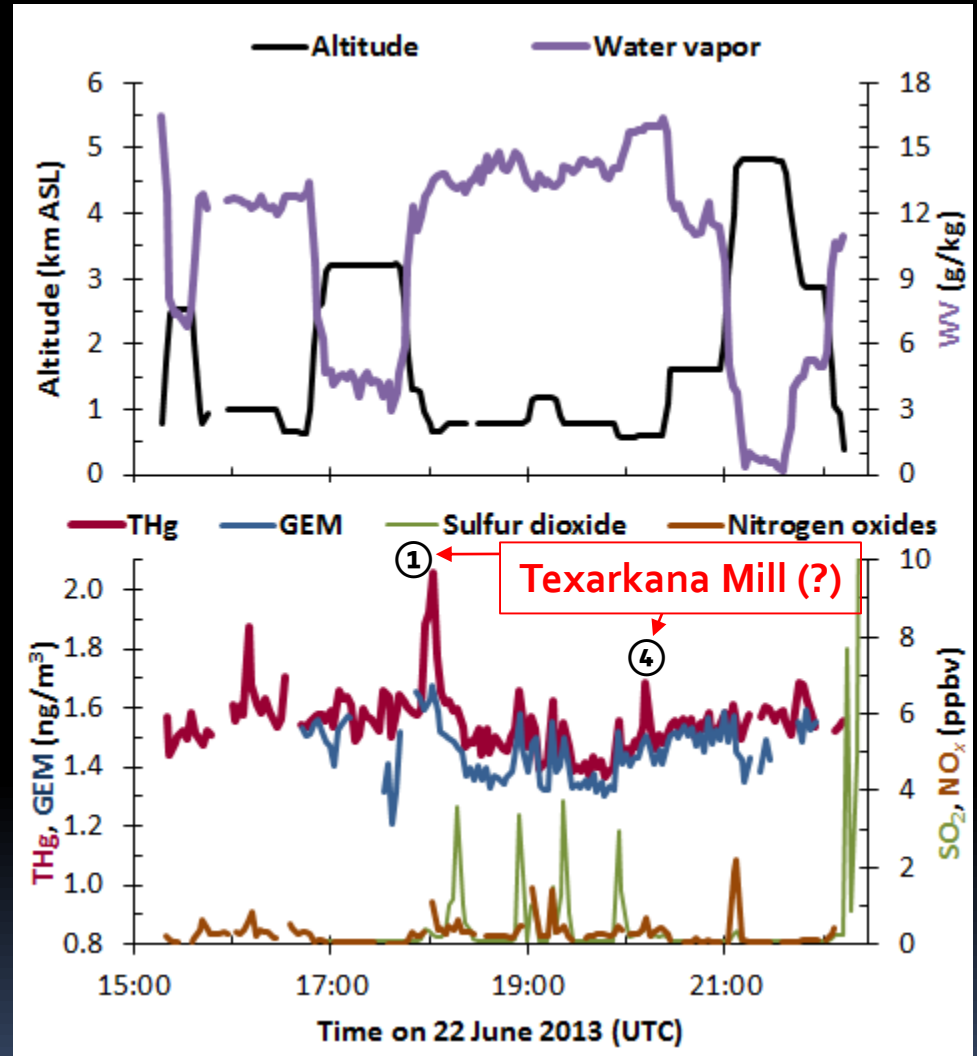 Altitude Water vapor
6 18
5 15
4 12
3 9
2 6
1 3
0 0
Altitude (km ASL)
WV (g/kg)
THg GEM Sulfur dioxide Nitrogen oxides
① Texarkana Mill (?)
④
2.0 10
1.8 8
1.6 6
1.4 4
1.2 2
1.0 0
0.8
THg, GEM (ng/m³)
SO₂, NOₓ (ppbv)
15:00 17:00 19:00 21:00
Time on 22 June 2013 (UTC)